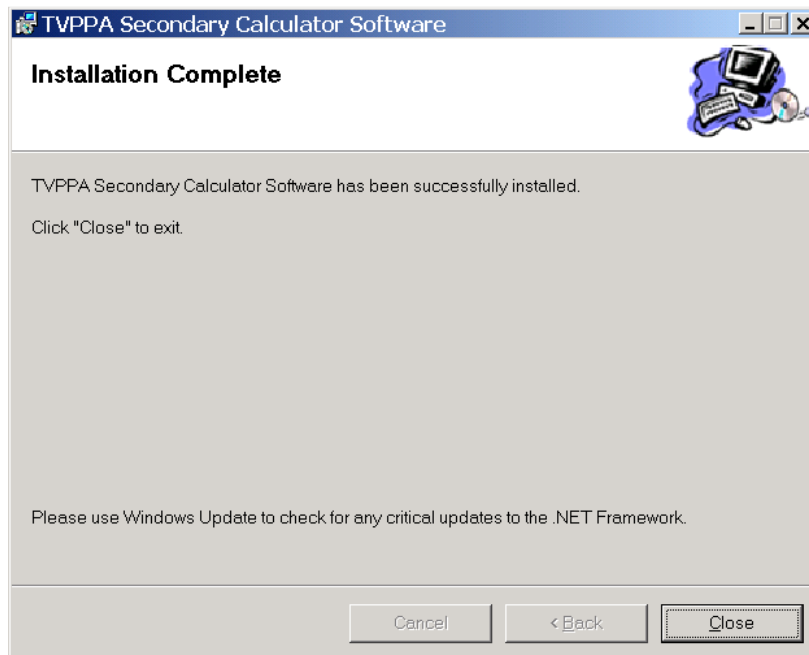 TVPPA Secondary Calculator Software
Installation Complete
TVPPA Secondary Calculator Software has been successfully installed.
Click "Close" to exit.
Please use Windows Update to check for any critical updates to the .NET Framework.
Cancel
< Back
Close